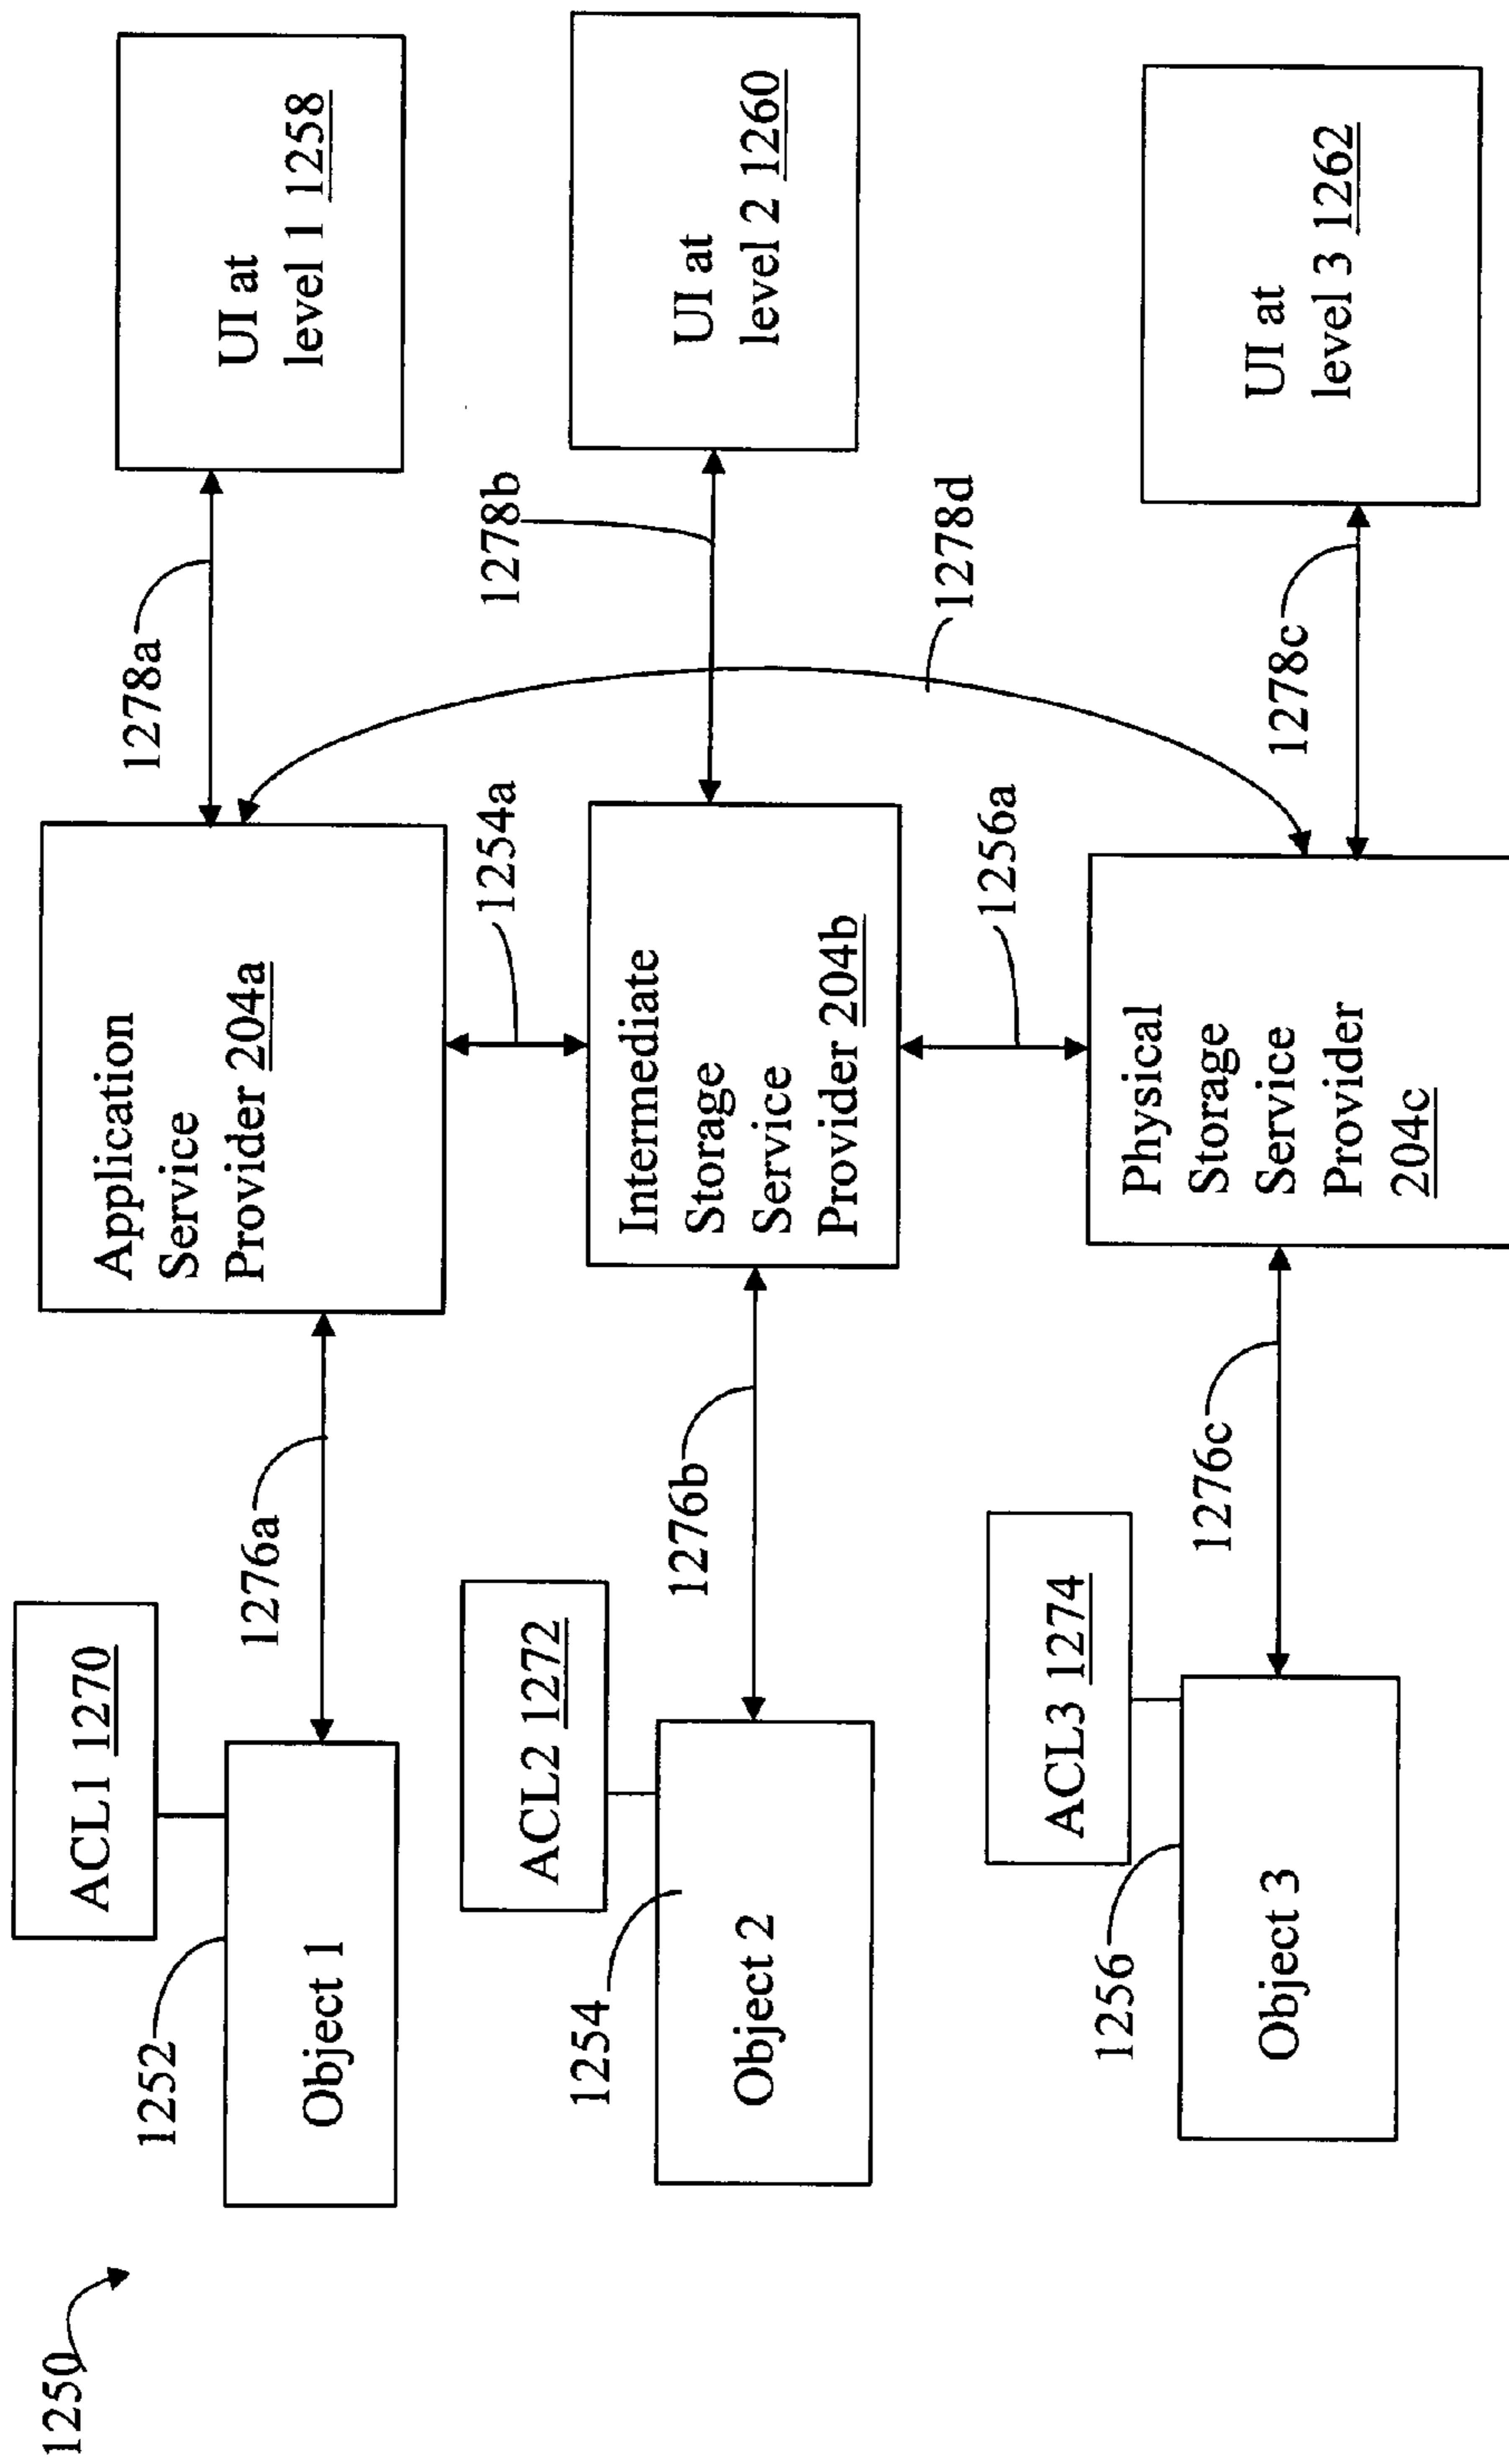 1250
ACL1 1270
1252
Object 1
1276a
Application
Service
Provider 204a
1278a
UI at
level 1 1258
1254a
ACL2 1272
1254
Object 2
1276b
Intermediate
Storage
Service
Provider 204b
1278b
UI at
level 2 1260
1278d
1256a
ACL3 1274
1256
Object 3
1276c
Physical
Storage
Service
Provider
204c
1278c
UI at
level 3 1262